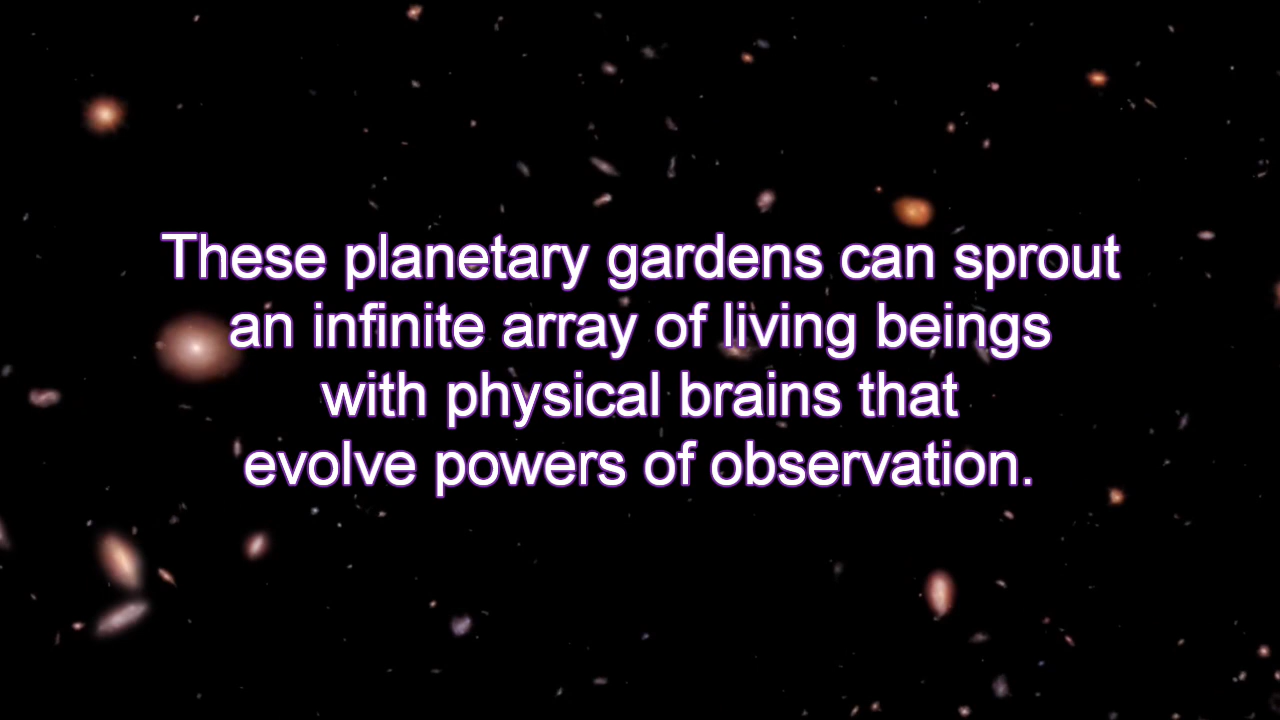 These planetary gardens can sprout
an infinite array of living beings
with physical brains that
evolve powers of observation.